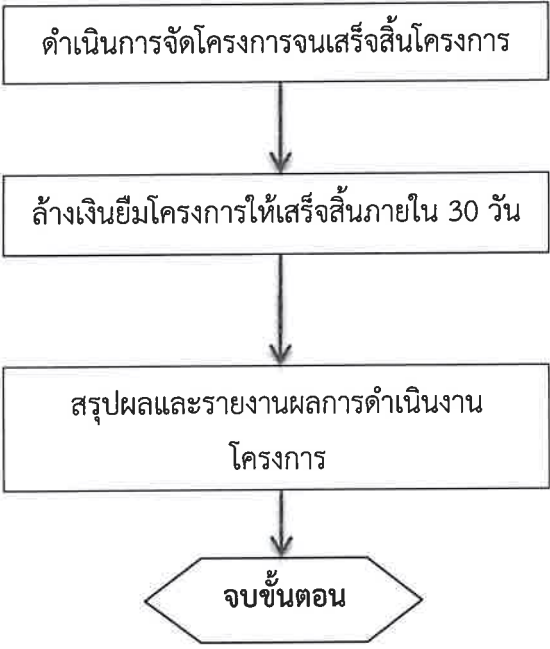 ดำเนินการจัดโครงการจนเสร็จสิ้นโครงการ
ล้างเงินยืมโครงการให้เสร็จสิ้นภายใน 30 วัน
สรุปผลและรายงานผลการดำเนินงาน
โครงการ
จบขั้นตอน